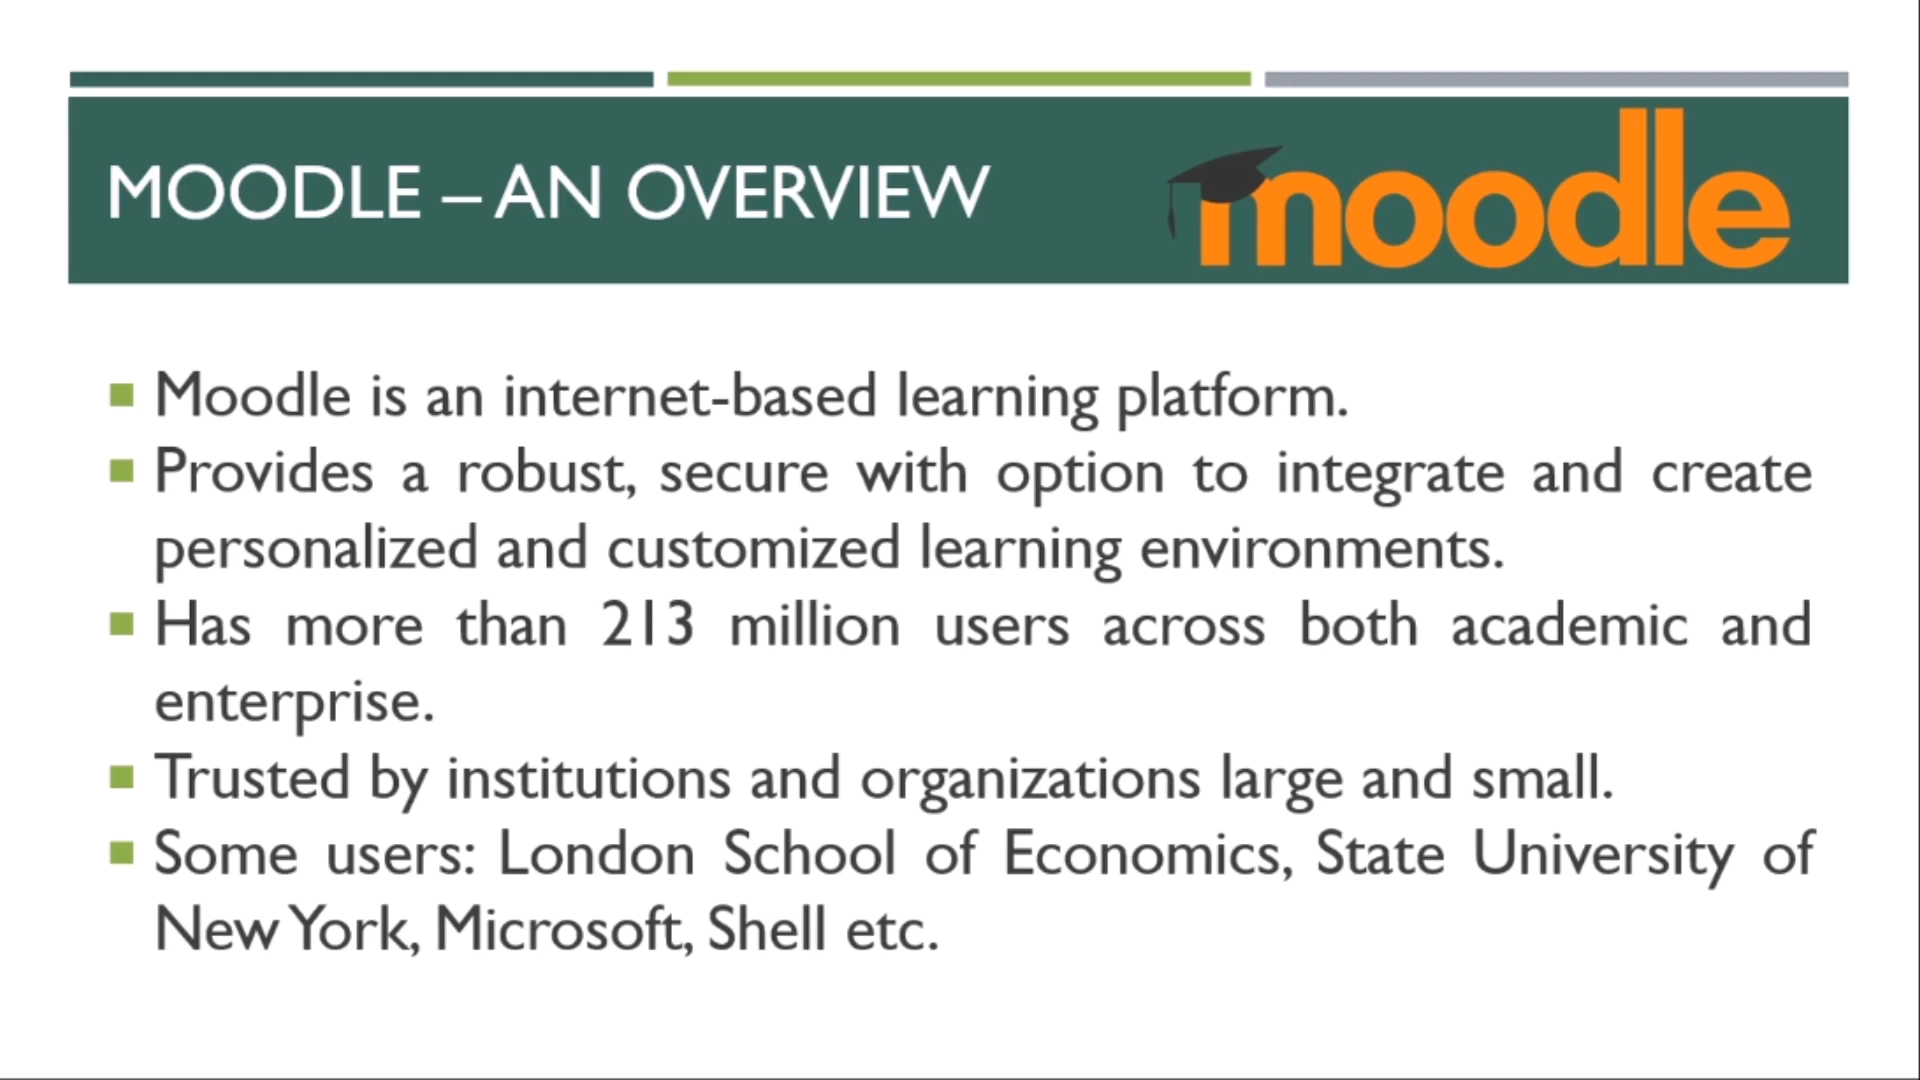 MOODLE – AN OVERVIEW
moodle
Moodle is an internet-based learning platform.
Provides a robust, secure with option to integrate and create
personalized and customized learning environments.
Has more than 213 million users across both academic and
enterprise.
Trusted by institutions and organizations large and small.
Some users: London School of Economics, State University of
New York, Microsoft, Shell etc.